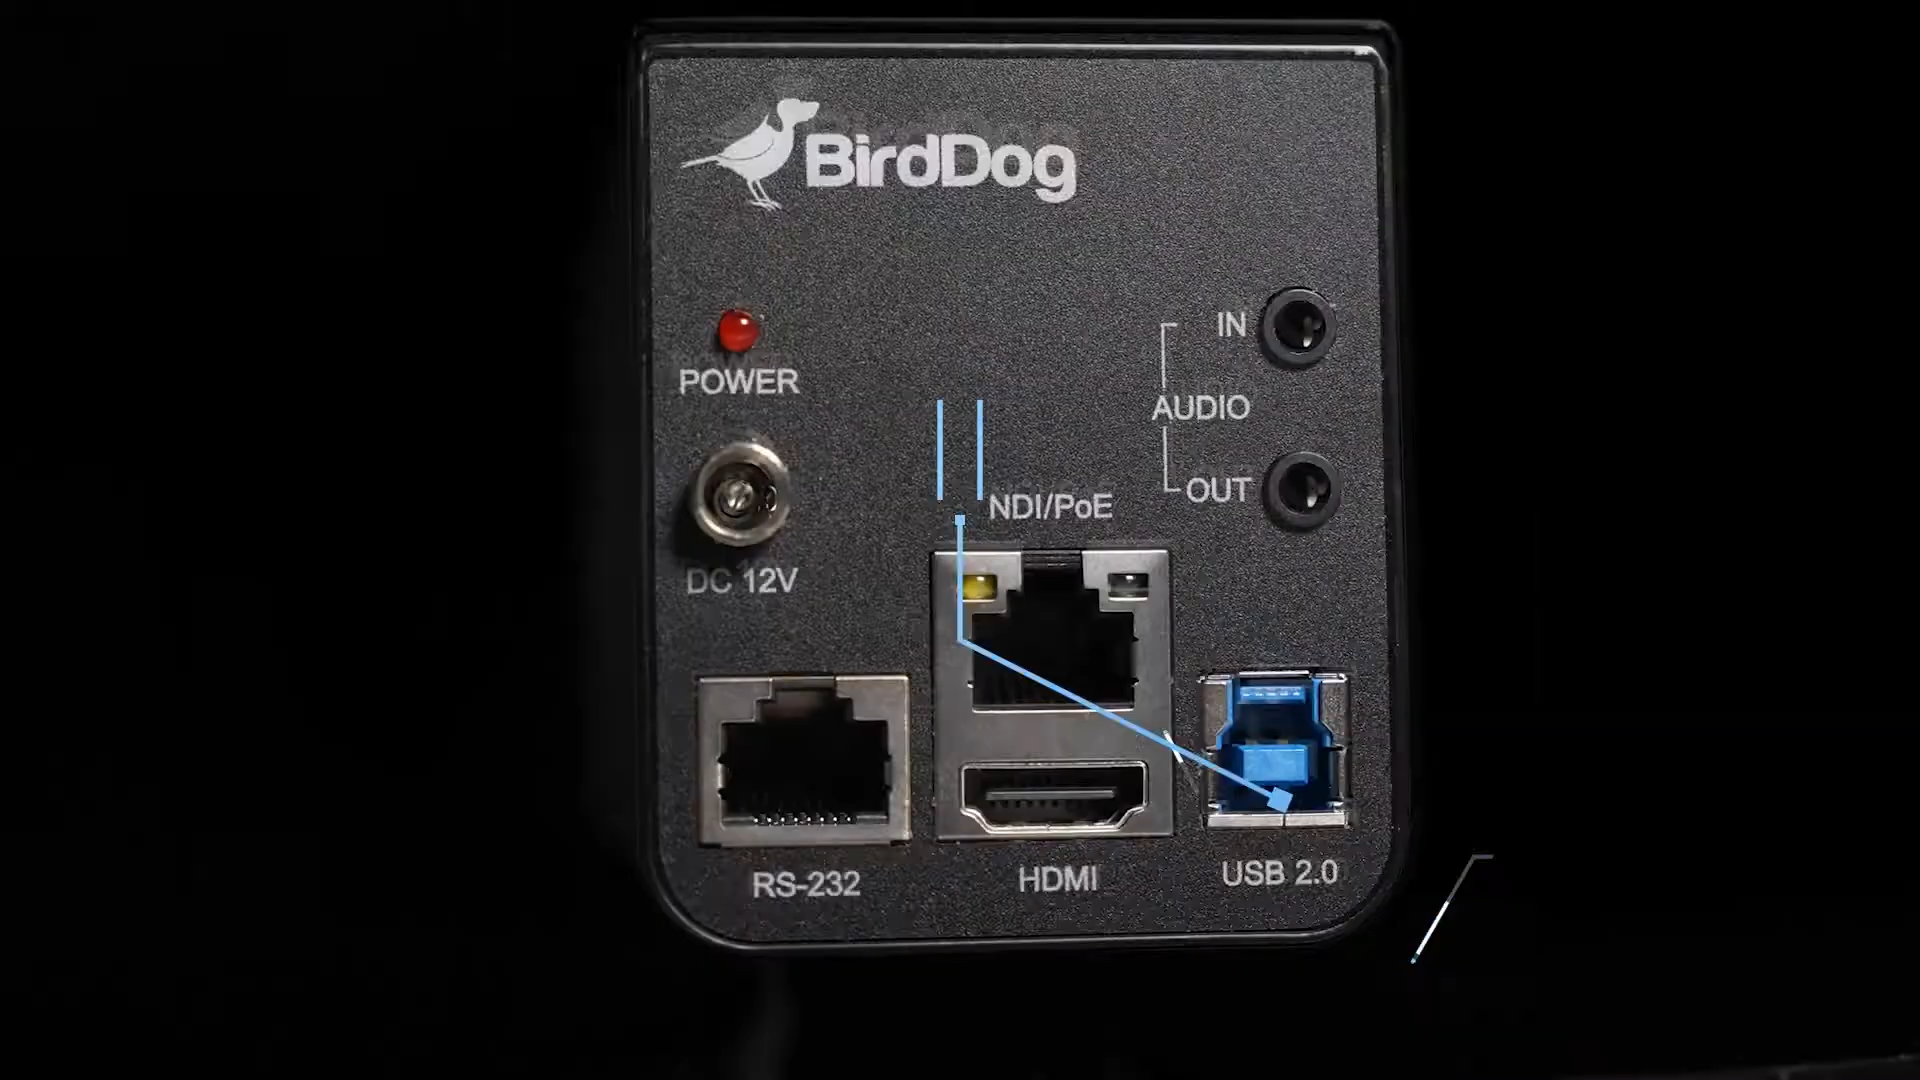 BirdDog
POWER
IN
AUDIO
OUT
NDI/PoE
DC 12V
RS-232
HDMI
USB 2.0